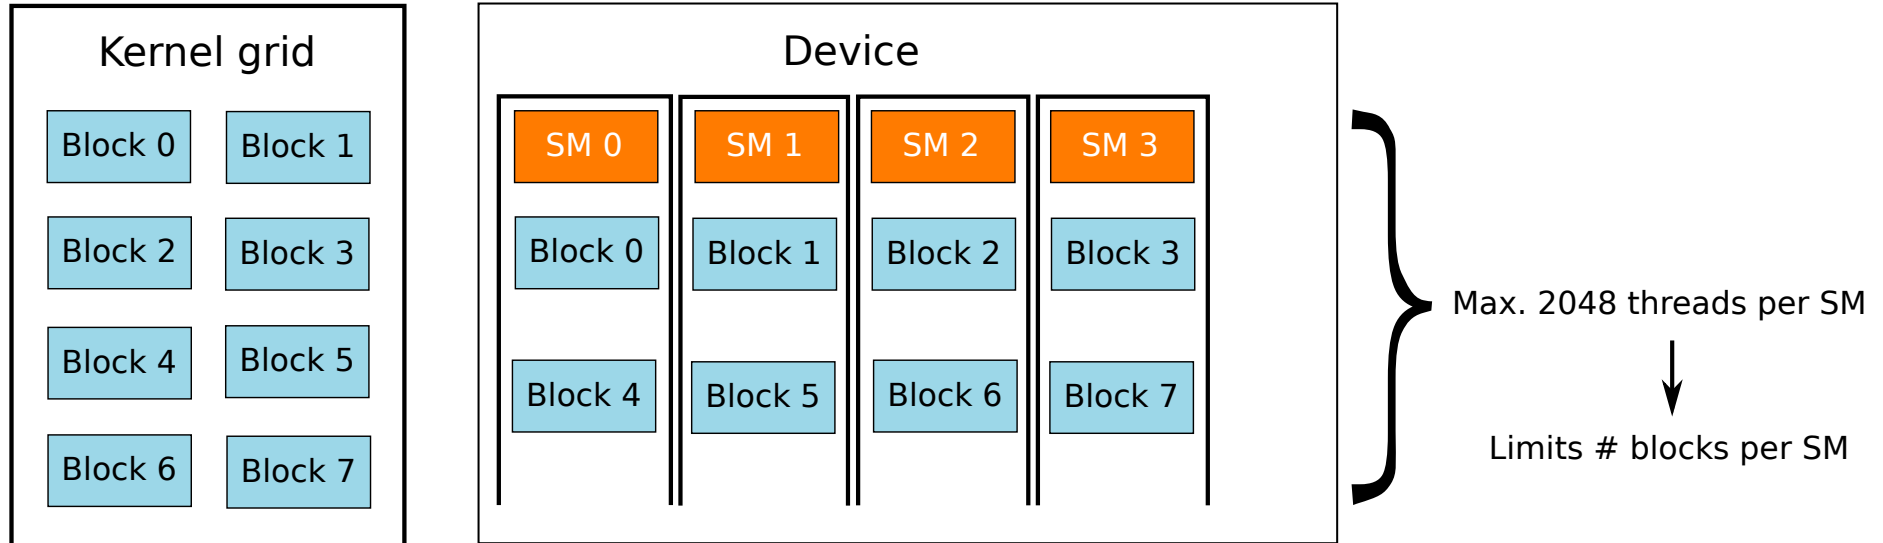 Kernel grid
Block 0
Block 1
Block 2
Block 3
Block 4
Block 5
Block 6
Block 7
Device
SM 0
SM 1
SM 2
SM 3
Block 0
Block 1
Block 2
Block 3
Block 4
Block 5
Block 6
Block 7
Max. 2048 threads per SM
Limits # blocks per SM